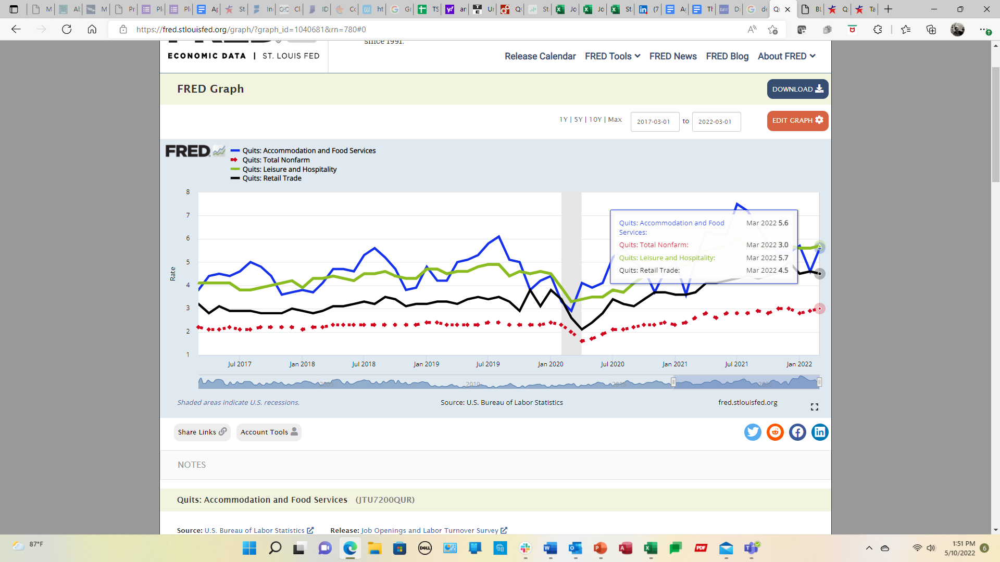 https://fred.stlouisfed.org/graph/?graph_id=1040681&rn=780#0
since 1991.
ECONOMIC DATA | ST. LOUIS FED
Release Calendar FRED Tools FRED News FRED Blog About FRED
FRED Graph
DOWNLOAD
1Y | 5Y | 10Y | Max 2017-03-01 to 2022-03-01
EDIT GRAPH
FRED
Quits: Accommodation and Food Services
Quits: Total Nonfarm
Quits: Leisure and Hospitality
Quits: Retail Trade
8
7
6
5
4
3
2
1
Rate
Quits: Accommodation and Food Services: Mar 2022 5.6
Quits: Total Nonfarm: Mar 2022 3.0
Quits: Leisure and Hospitality: Mar 2022 5.7
Quits: Retail Trade: Mar 2022 4.5
Jul 2017 Jan 2018 Jul 2018 Jan 2019 Jul 2019 Jan 2020 Jul 2020 Jan 2021 Jul 2021 Jan 2022
2005 2010 2015 2020
Shaded areas indicate U.S. recessions. Source: U.S. Bureau of Labor Statistics fred.stlouisfed.org
Share Links Account Tools
NOTES
Quits: Accommodation and Food Services (JTU7200QUR)
Source: U.S. Bureau of Labor Statistics Release: Job Openings and Labor Turnover Survey
87°F
DELL
PDF
1:51 PM
5/10/2022
6